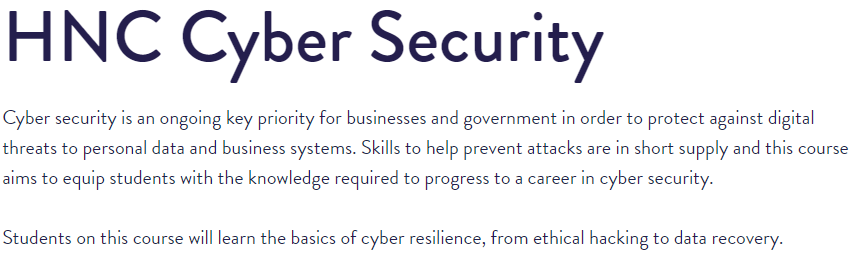 HNC Cyber Security
Cyber security is an ongoing key priority for businesses and government in order to protect against digital
threats to personal data and business systems. Skills to help prevent attacks are in short supply and this course
aims to equip students with the knowledge required to progress to a career in cyber security.
Students on this course will learn the basics of cyber resilience, from ethical hacking to data recovery.